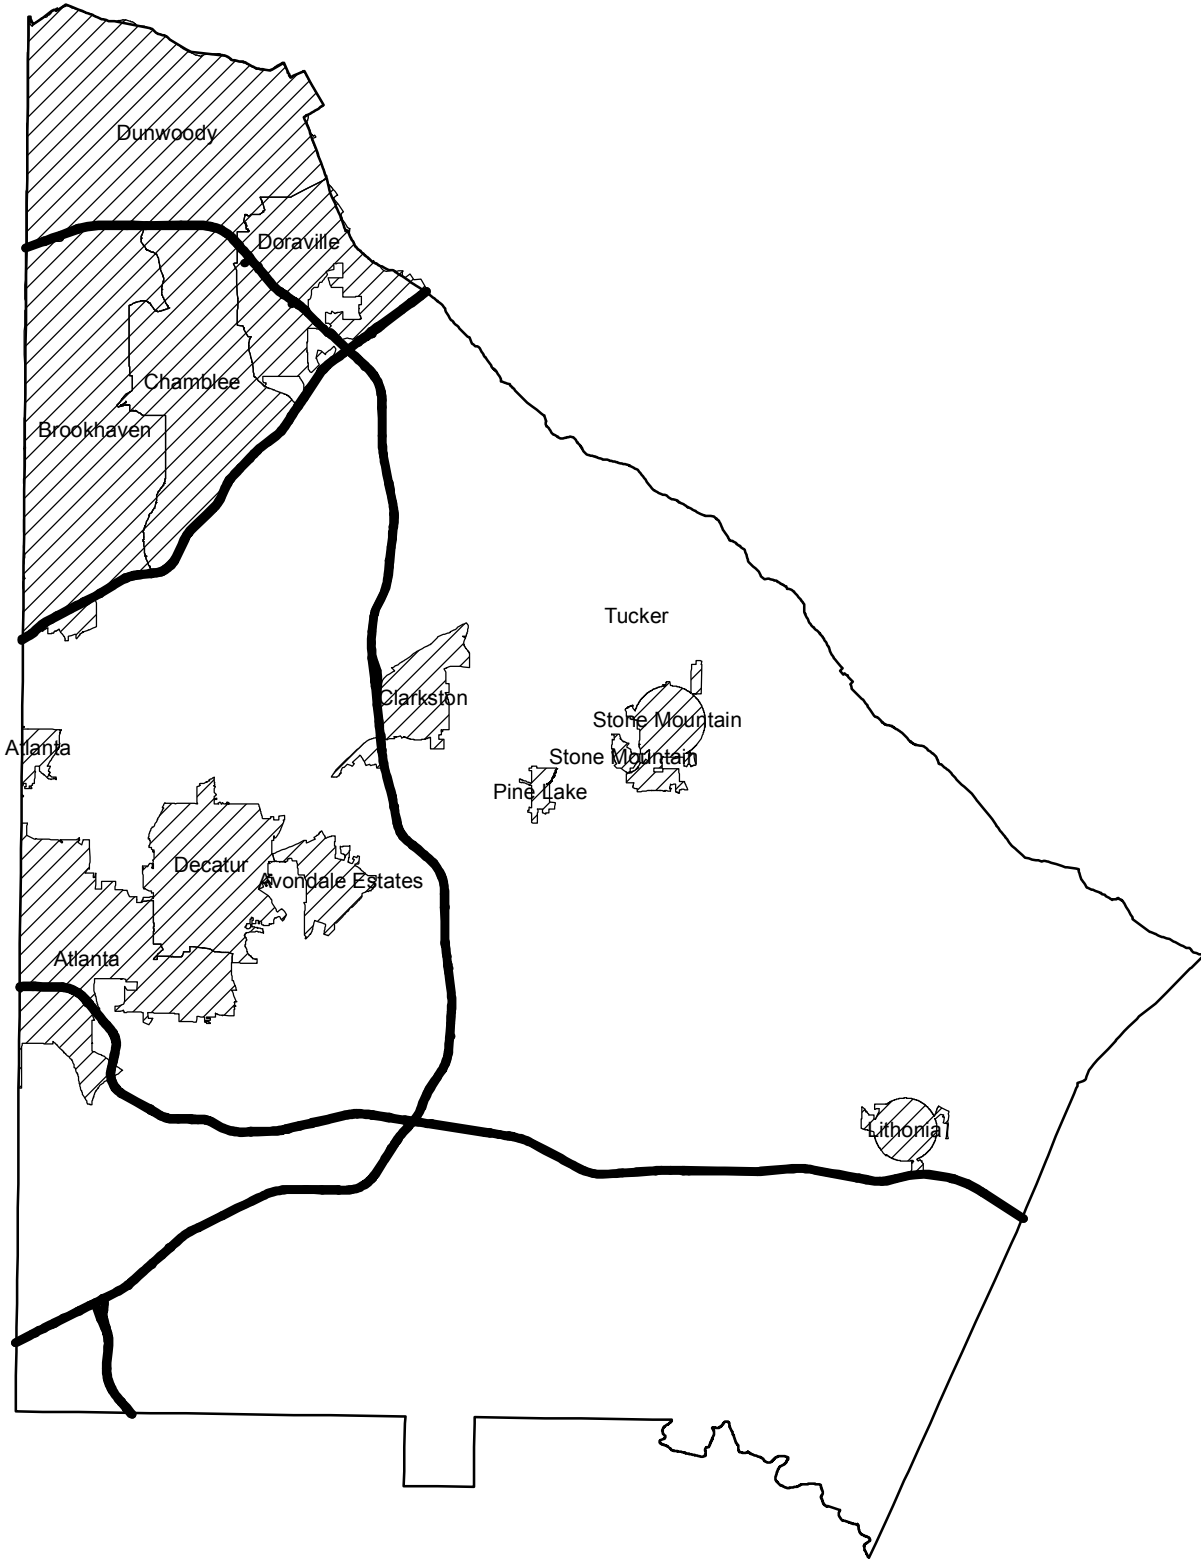 Dunwoody
Doraville
Chamblee
Brookhaven
Tucker
Clarkston
Stone Mountain
Atlanta
Stone Mountain
Pine Lake
Decatur
Avondale Estates
Atlanta
Lithonia